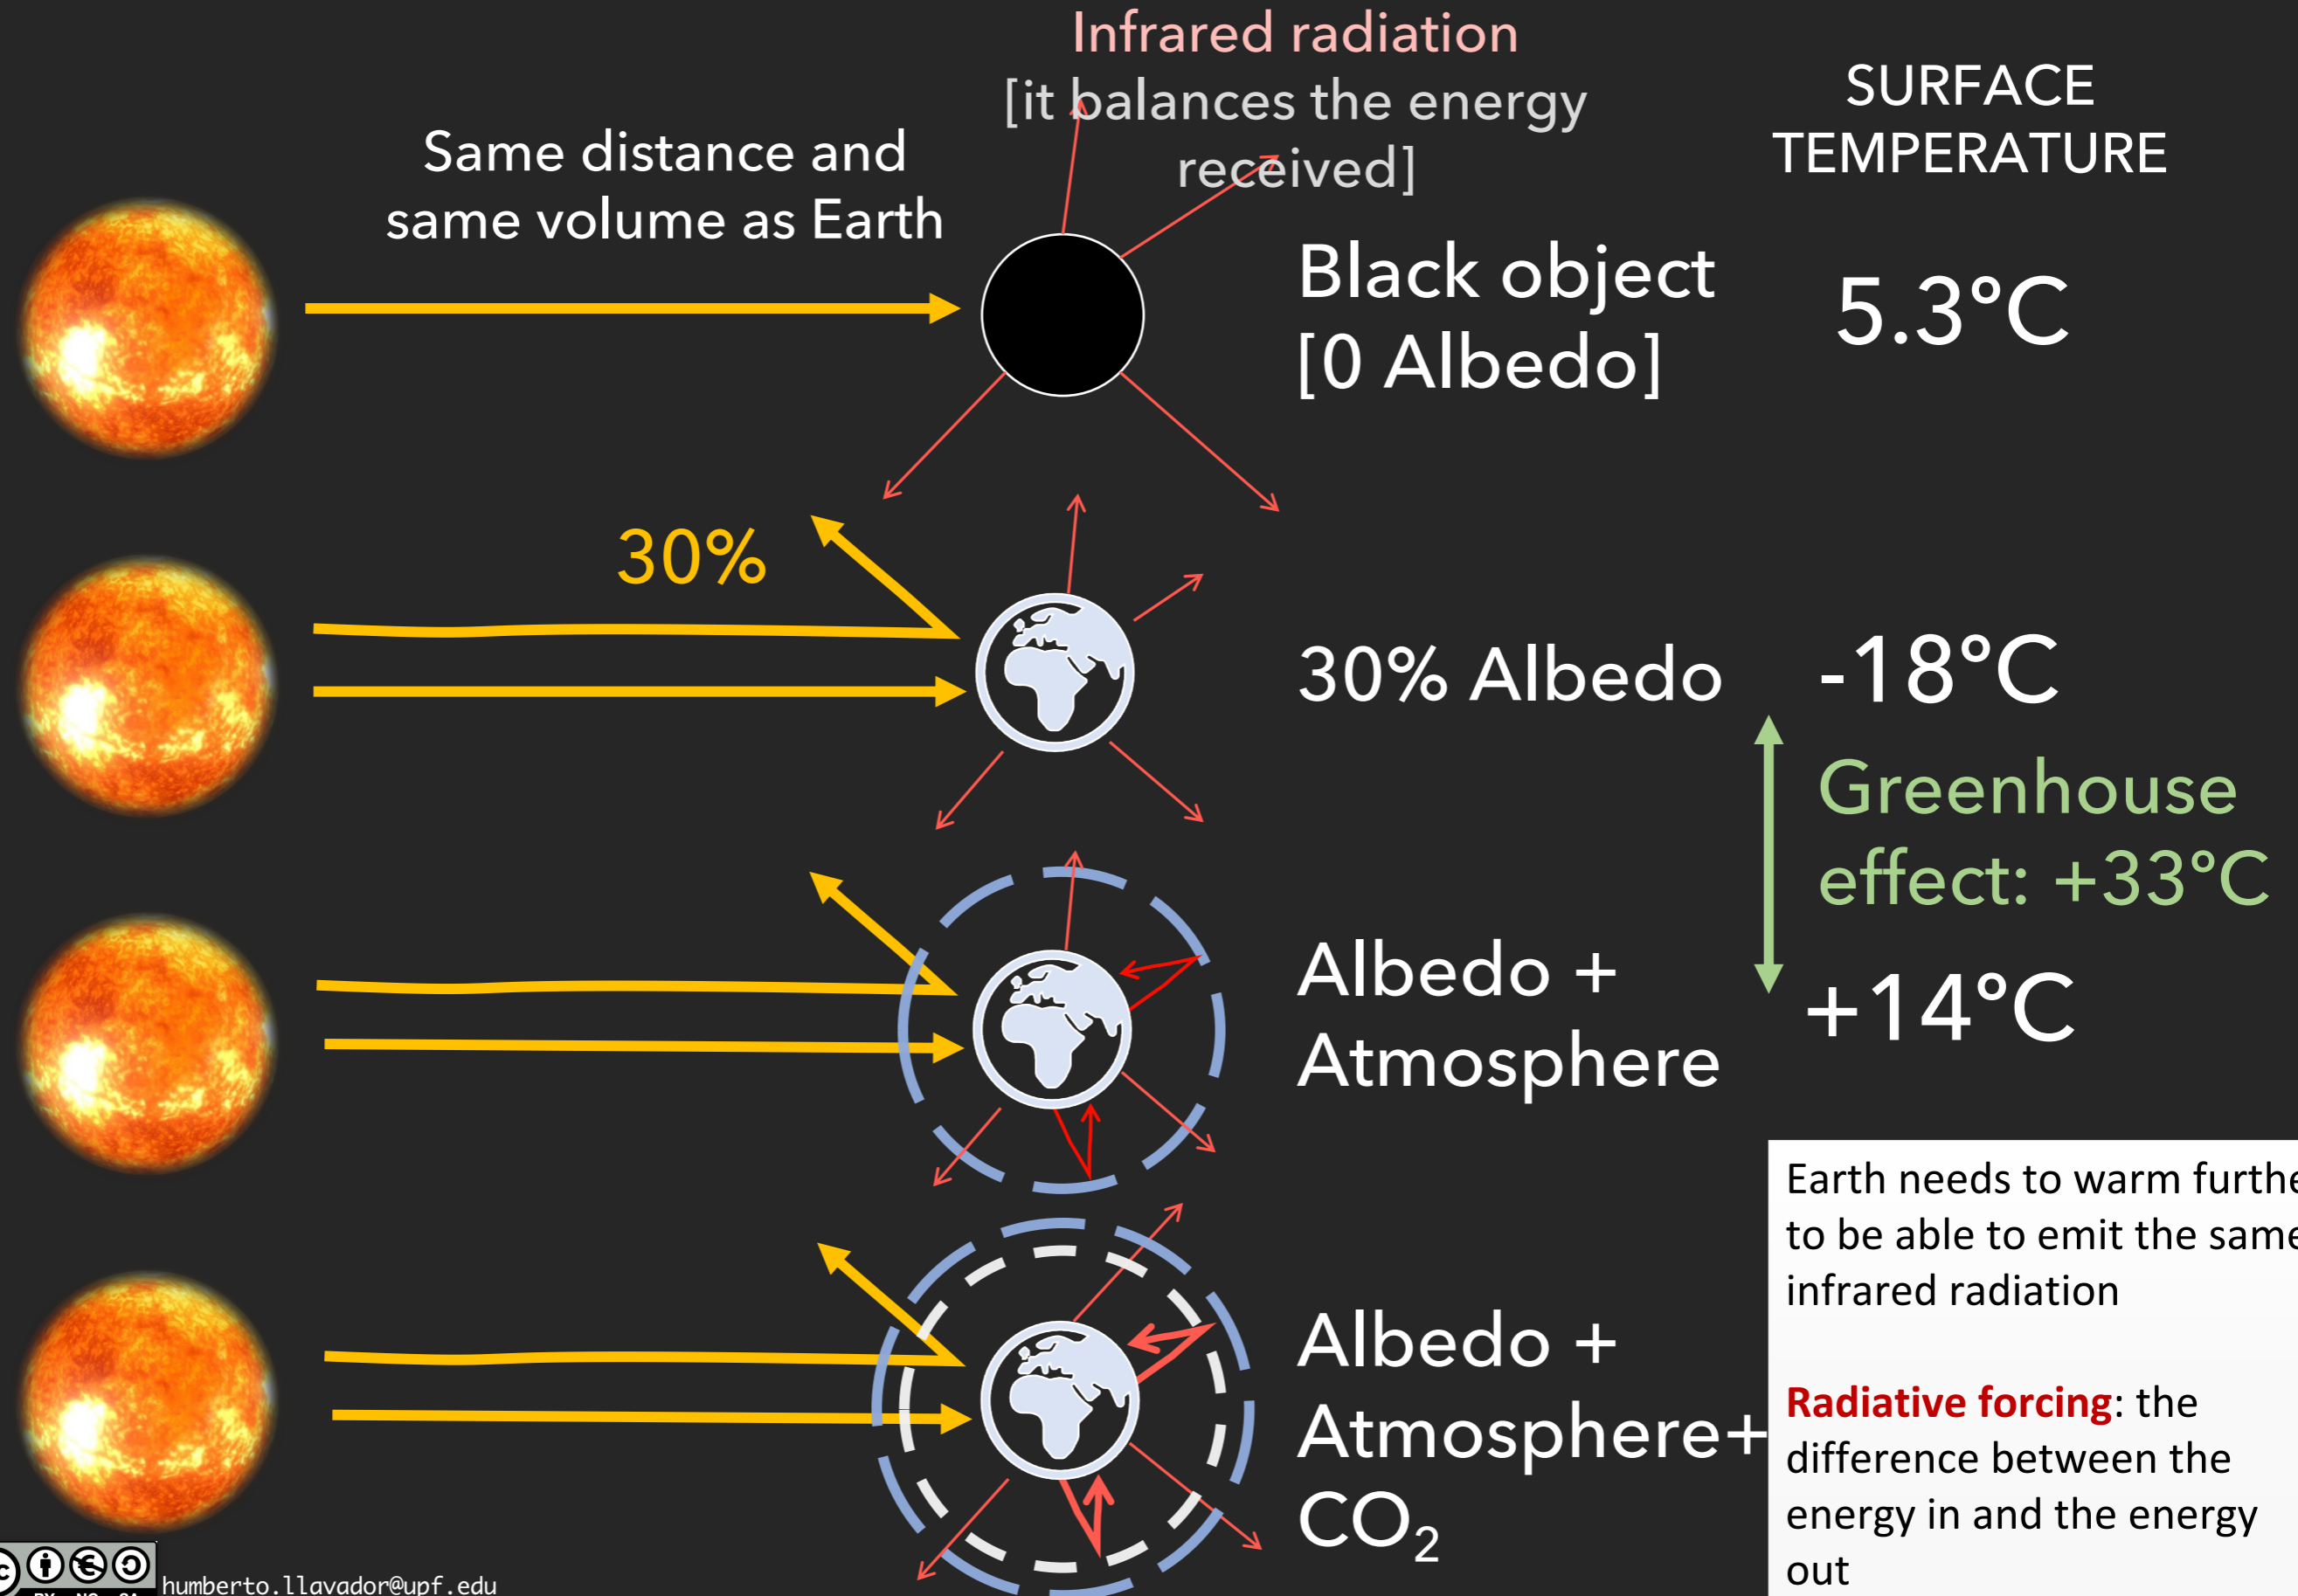 Infrared radiation
[it balances the energy
received]
SURFACE
TEMPERATURE
Same distance and
same volume as Earth
Black object
[0 Albedo]
5.3°C
30%
30% Albedo
-18°C
Greenhouse
effect: +33°C
Albedo +
Atmosphere
+14°C
Albedo +
Atmosphere+
CO₂
Earth needs to warm furthe
to be able to emit the same
infrared radiation
Radiative forcing: the
difference between the
energy in and the energy
out
humberto.llavador@upf.edu